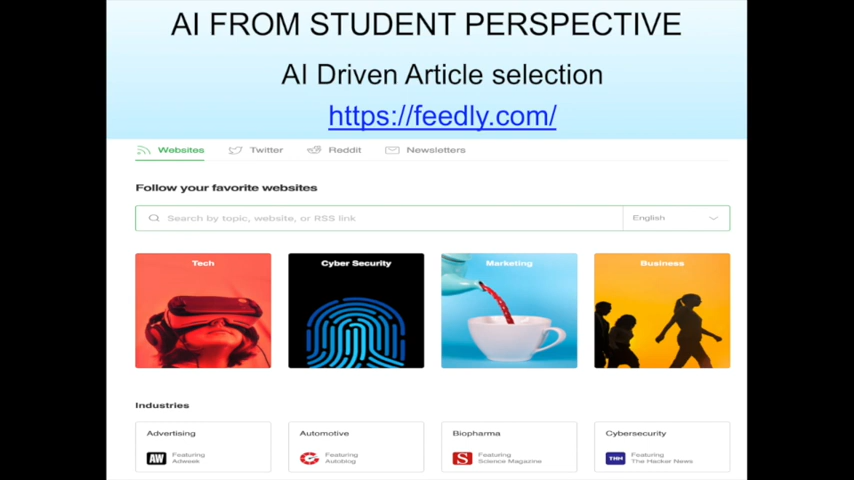 AI FROM STUDENT PERSPECTIVE
AI Driven Article selection
https://feedly.com/
Websites Twitter Reddit Newsletters
Follow your favorite websites
Search by topic, website, or RSS link English
Tech Cyber Security Marketing Business
Industries
Advertising Automotive Biopharma Cybersecurity
AW Featuring Adweek
Featuring Autoblog
S Featuring Science Magazine
THN Featuring The Hacker News